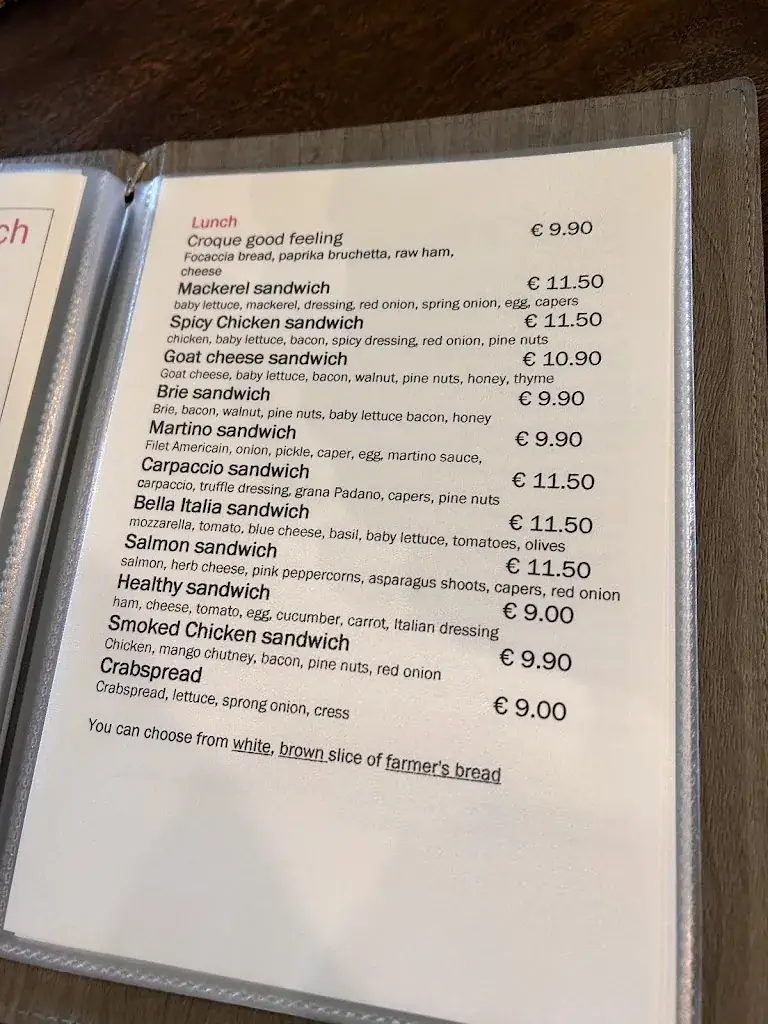 ch
Lunch
Croque good feeling € 9.90
Focaccia bread, paprika bruchetta, raw ham,
cheese
Mackerel sandwich € 11.50
baby lettuce, mackerel, dressing, red onion, spring onion, egg, capers
Spicy Chicken sandwich € 11.50
chicken, baby lettuce, bacon, spicy dressing, red onion, pine nuts
Goat cheese sandwich € 10.90
Goat cheese, baby lettuce, bacon, walnut, pine nuts, honey, thyme
Brie sandwich € 9.90
Brie, bacon, walnut, pine nuts, baby lettuce bacon, honey
Martino sandwich € 9.90
Filet Americain, onion, pickle, caper, egg, martino sauce,
Carpaccio sandwich € 11.50
carpaccio, truffle dressing, grana Padano, capers, pine nuts
Bella Italia sandwich € 11.50
mozzarella, tomato, blue cheese, basil, baby lettuce, tomatoes, olives
Salmon sandwich € 11.50
salmon, herb cheese, pink peppercorns, asparagus shoots, capers, red onion
Healthy sandwich € 9.00
ham, cheese, tomato, egg, cucumber, carrot, Italian dressing
Smoked Chicken sandwich € 9.90
Chicken, mango chutney, bacon, pine nuts, red onion
Crabspread € 9.00
Crabspread, lettuce, sprong onion, cress
You can choose from white, brown slice of farmer's bread